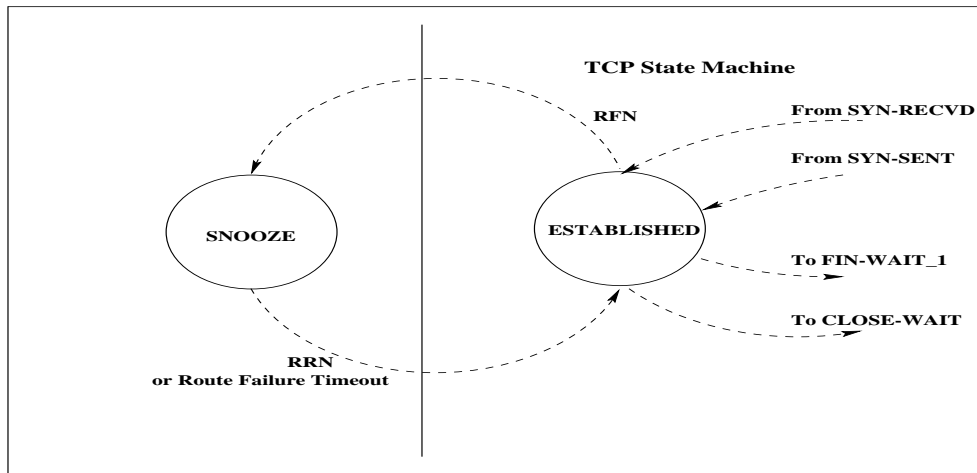 TCP State Machine
RFN
From SYN-RECVD
From SYN-SENT
SNOOZE
ESTABLISHED
To FIN-WAIT_1
To CLOSE-WAIT
RRN
or Route Failure Timeout